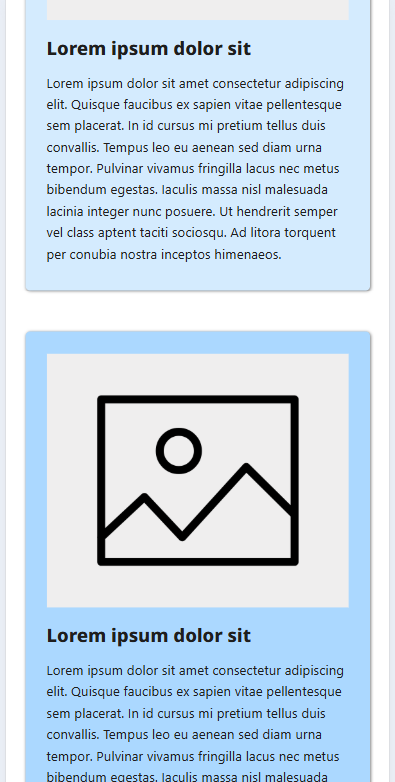 Lorem ipsum dolor sit
Lorem ipsum dolor sit amet consectetur adipiscing
elit. Quisque faucibus ex sapien vitae pellentesque
sem placerat. In id cursus mi pretium tellus duis
convallis. Tempus leo eu aenean sed diam urna
tempor. Pulvinar vivamus fringilla lacus nec metus
bibendum egestas. Iaculis massa nisl malesuada
lacinia integer nunc posuere. Ut hendrerit semper
vel class aptent taciti sociosqu. Ad litora torquent
per conubia nostra inceptos himenaeos.
Lorem ipsum dolor sit
Lorem ipsum dolor sit amet consectetur adipiscing
elit. Quisque faucibus ex sapien vitae pellentesque
sem placerat. In id cursus mi pretium tellus duis
convallis. Tempus leo eu aenean sed diam urna
tempor. Pulvinar vivamus fringilla lacus nec metus
bibendum egestas. Iaculis massa nisl malesuada